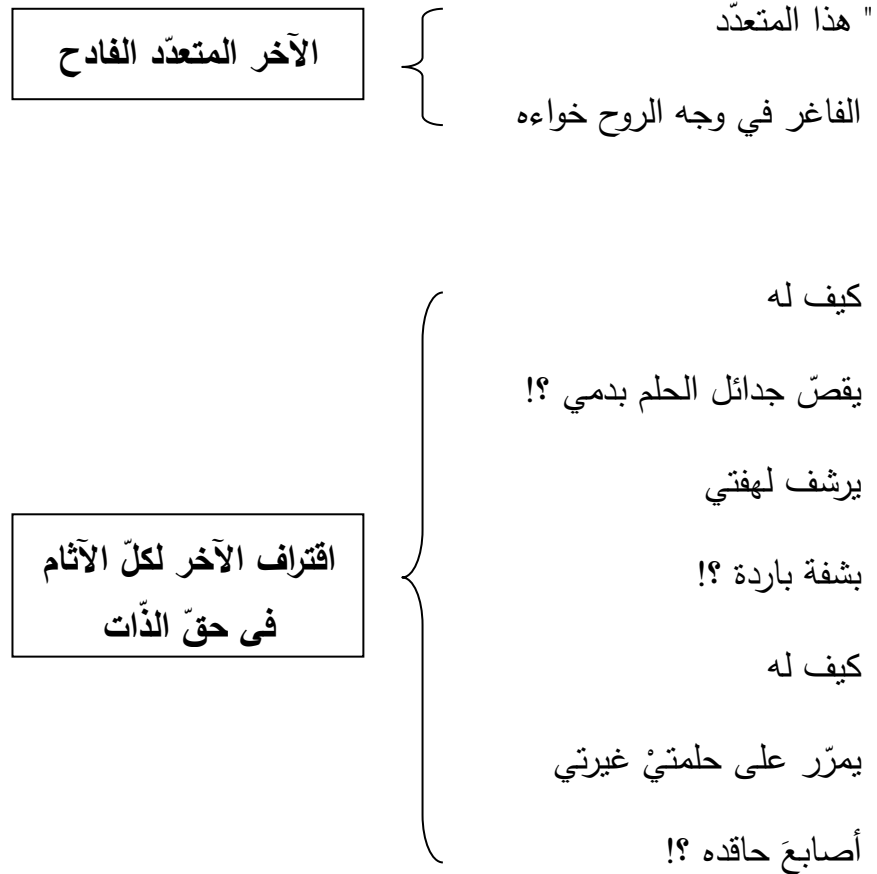 " هذا المتعدّد
الفاغر في وجه الروح خواءه
الآخر المتعدّد الفادح
كيف له
يقصّ جدائل الحلم بدمي ؟!
يرشف لهفتي
بشفة باردة ؟!
كيف له
يمرّر على حلمتيْ غيرتي
أصابعَ حاقده ؟!
اقتراف الآخر لكلّ الآثام
فى حقّ الذّات